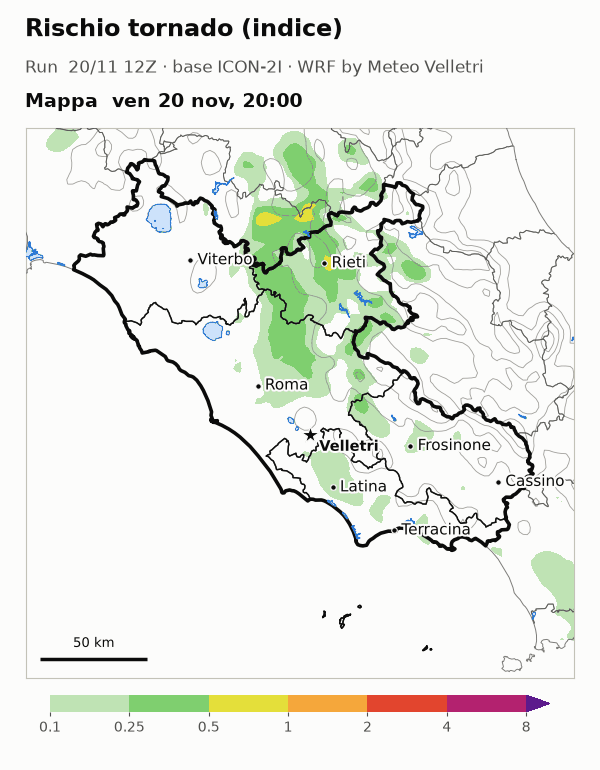 Rischio tornado (indice)
Run  20/11 12Z · base ICON-2I · WRF by Meteo Velletri
Mappa  ven 20 nov, 20:00
Viterbo
Rieti
Roma
Velletri
Frosinone
Latina
Cassino
Terracina
50 km
0.1 0.25 0.5 1 2 4 8